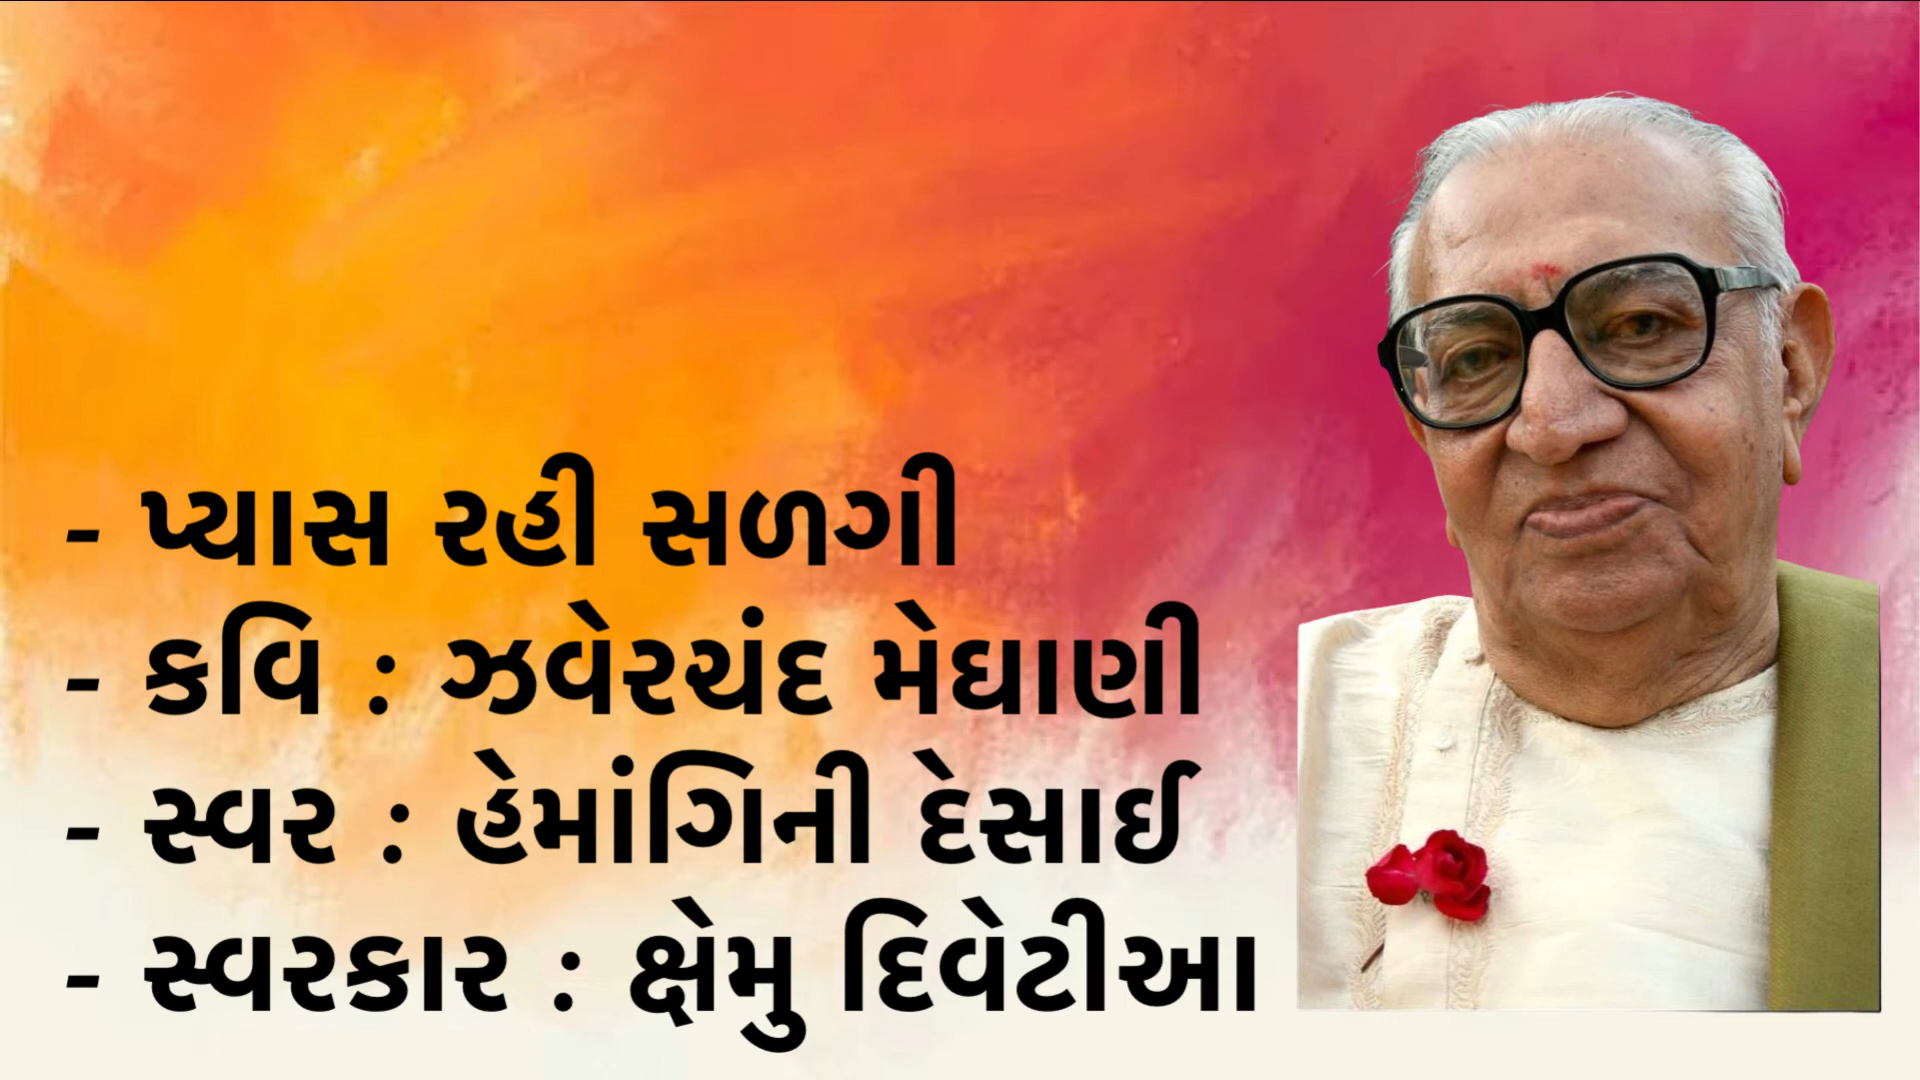 - પ્યાસ રહી સળગી
- કવિ : ઝવેરચંદ મેઘાણી
- સ્વર : હેમાંગિની દેસાઈ
- સ્વરકાર : ક્ષેમુ દિવેટીઆ